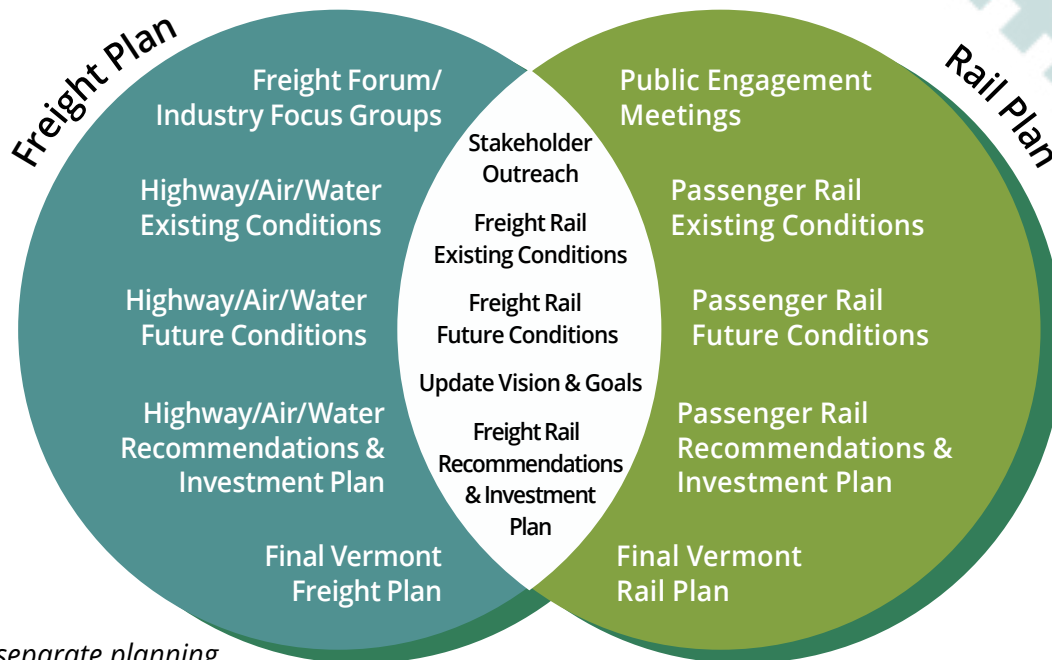 Freight Plan
Freight Forum/
Industry Focus Groups
Highway/Air/Water
Existing Conditions
Highway/Air/Water
Future Conditions
Highway/Air/Water
Recommendations &
Investment Plan
Final Vermont
Freight Plan
Stakeholder
Outreach
Freight Rail
Existing Conditions
Freight Rail
Future Conditions
Update Vision & Goals
Freight Rail
Recommendations
& Investment
Plan
Rail Plan
Public Engagement
Meetings
Passenger Rail
Existing Conditions
Passenger Rail
Future Conditions
Passenger Rail
Recommendations &
Investment Plan
Final Vermont
Rail Plan
separate planning